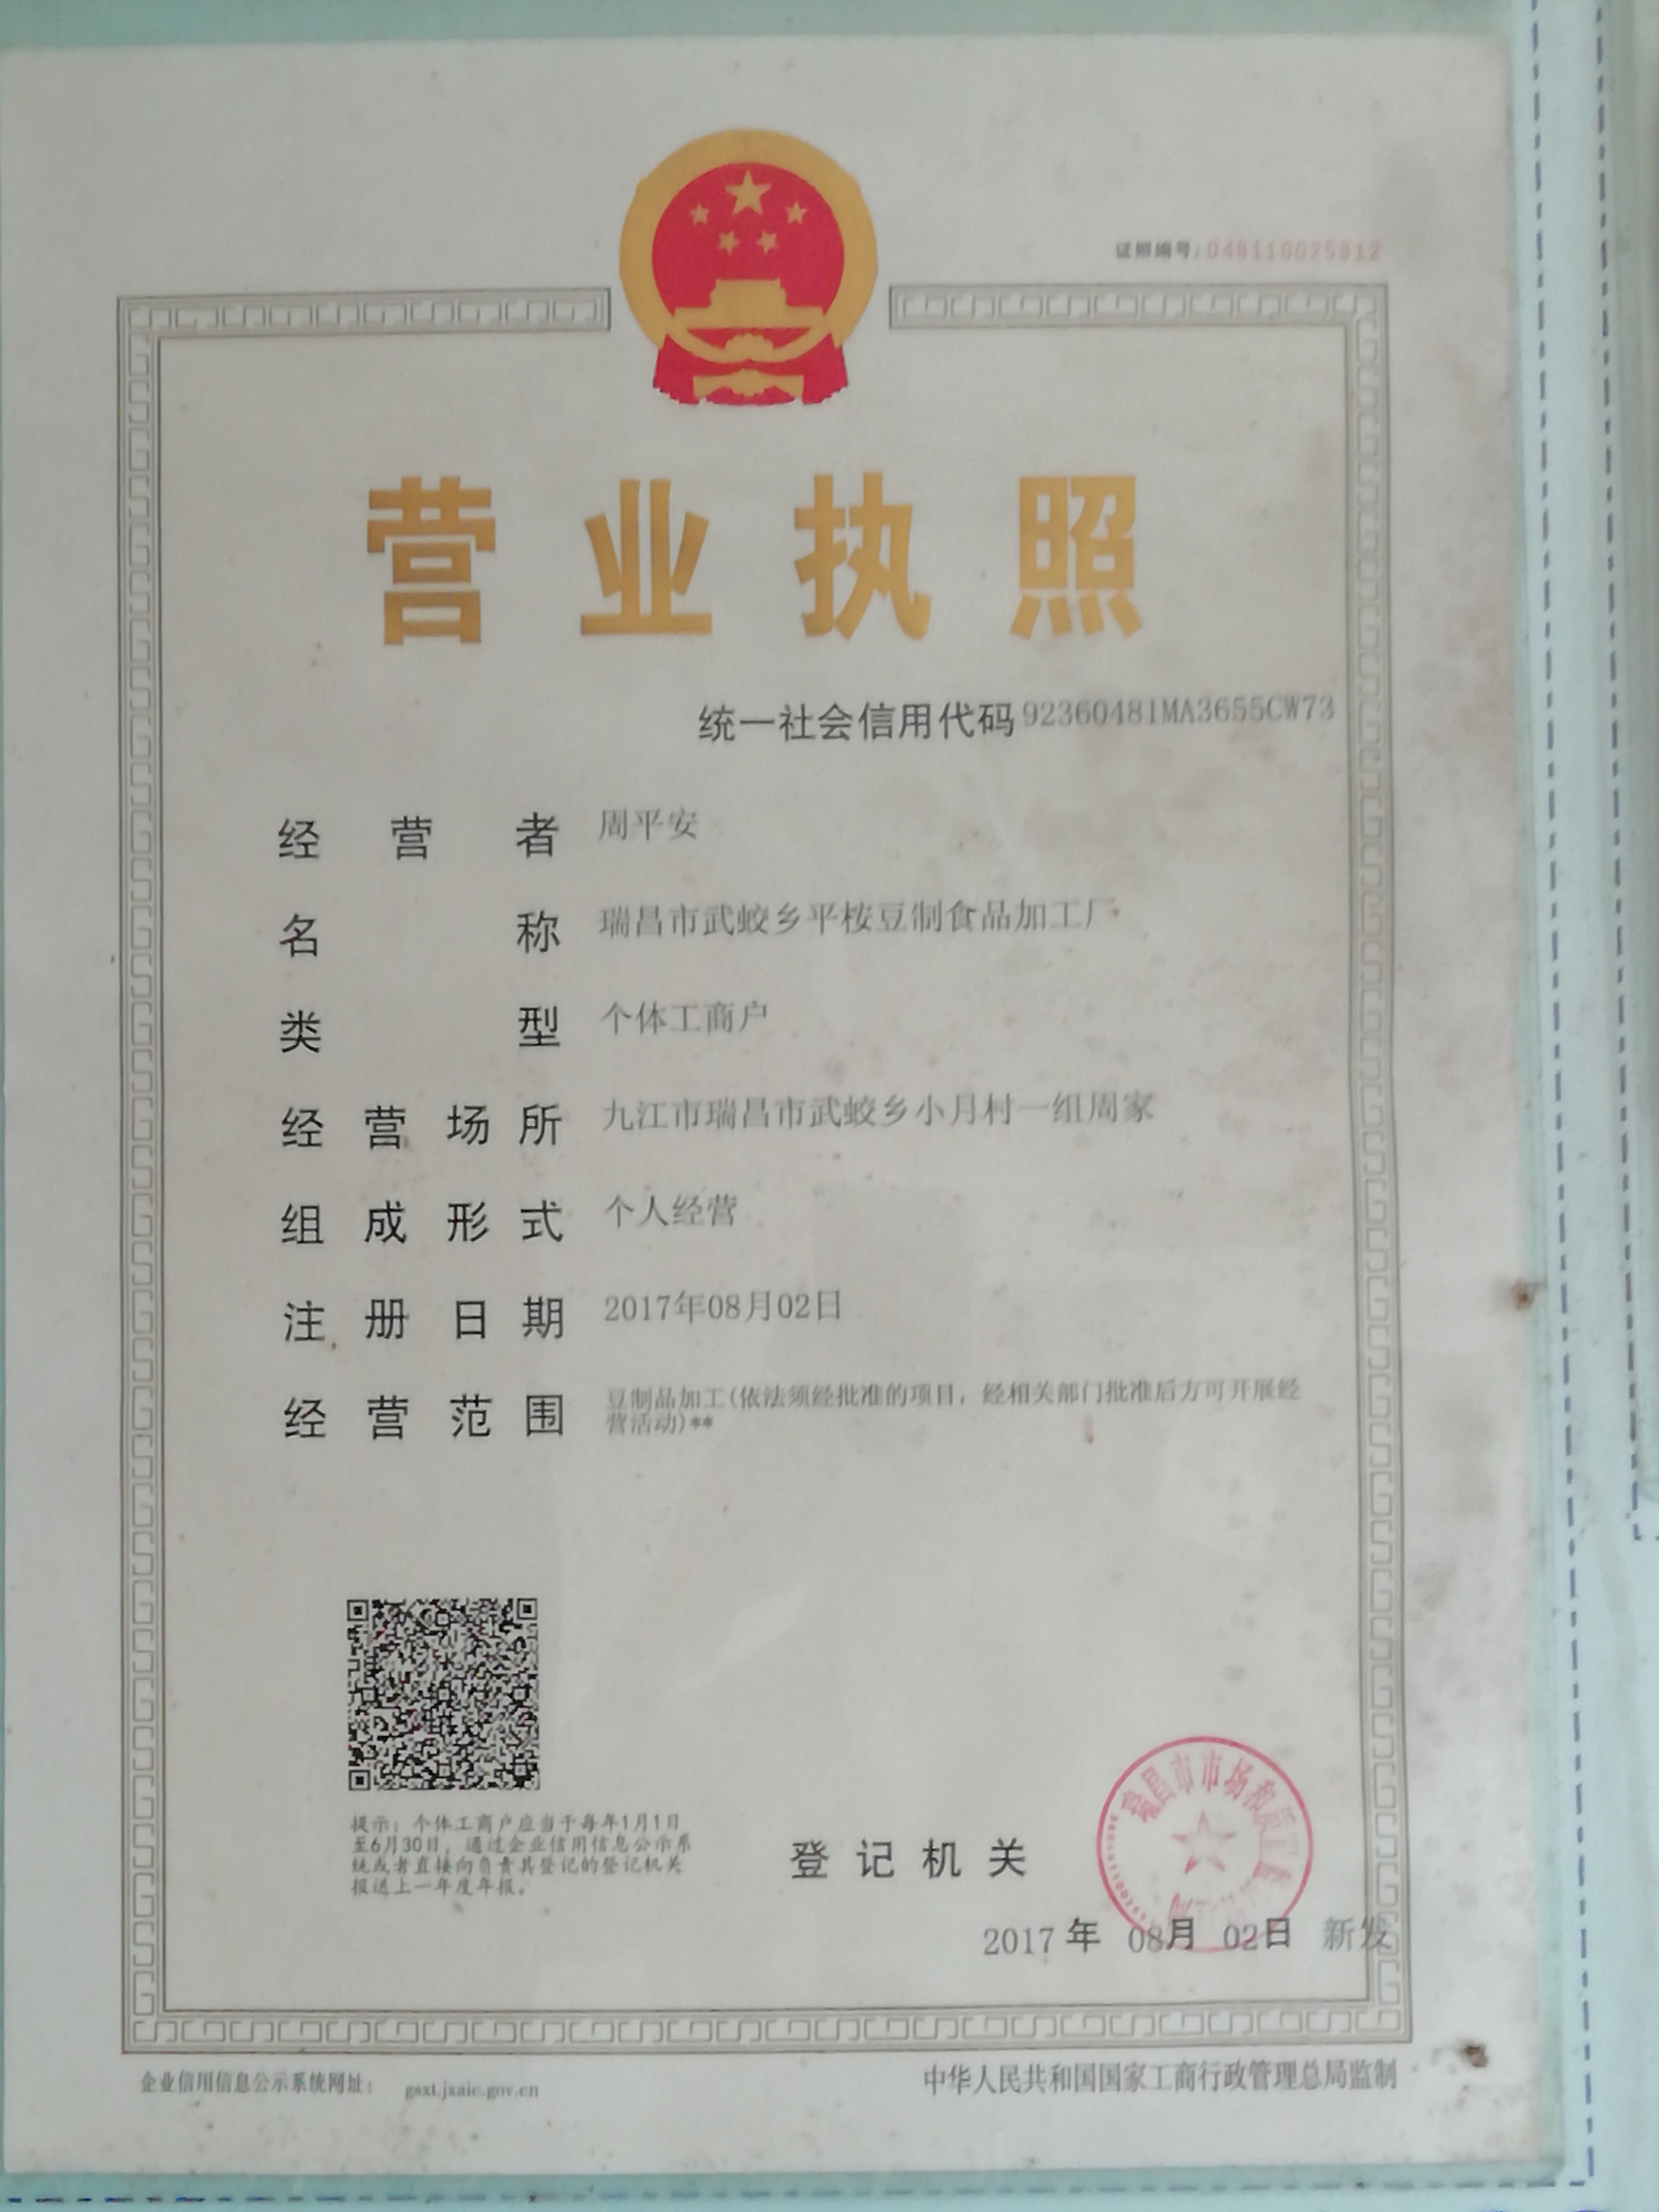 证照编号:048110025812
营业执照
统一社会信用代码 92360481MA3655CW73
经营者 周平安
名称 瑞昌市武蛟乡平桉豆制食品加工厂
类型 个体工商户
经营场所 九江市瑞昌市武蛟乡小月村一组周家
组成形式 个人经营
注册日期 2017年08月02日
经营范围 豆制品加工(依法须经批准的项目，经相关部门批准后方可开展经
营活动)**
提示：个体工商户应当于每年1月1日
至6月30日，通过企业信用信息公示系
统或者直接向负责其登记的登记机关
报送上一年度年报。
登记机关
瑞昌市市场和质
2017年 08月 02日 新发
企业信用信息公示系统网址： gsxt.jxaic.gov.cn
中华人民共和国国家工商行政管理总局监制